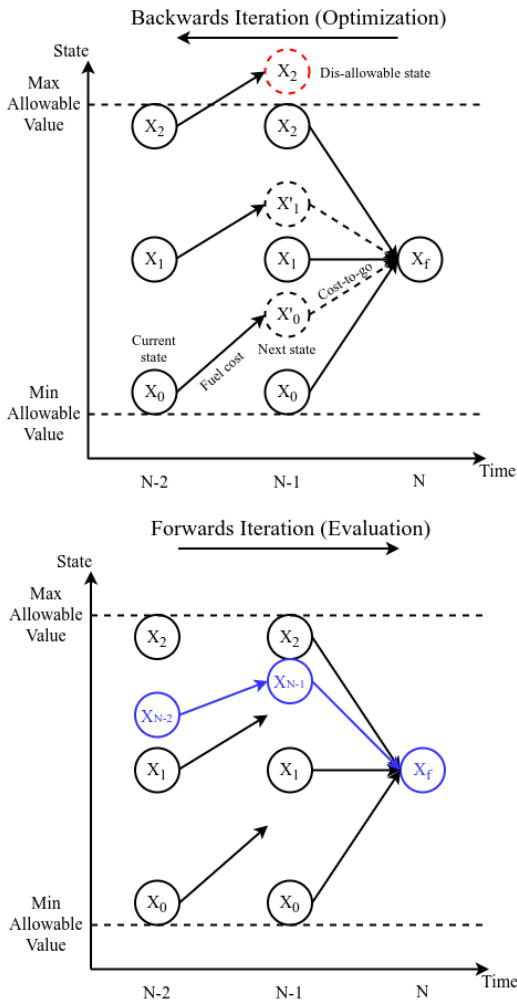 Backwards Iteration (Optimization)
State
X2
Dis-allowable state
Max
Allowable
Value
X2
X2
X'1
X1
X1
Xf
Cost-to-go
X'0
Current
state
Next state
Fuel cost
X0
X0
Min
Allowable
Value
Time
N-2
N-1
N
Forwards Iteration (Evaluation)
State
Max
Allowable
Value
X2
X2
XN-1
XN-2
X1
X1
Xf
X0
X0
Min
Allowable
Value
Time
N-2
N-1
N